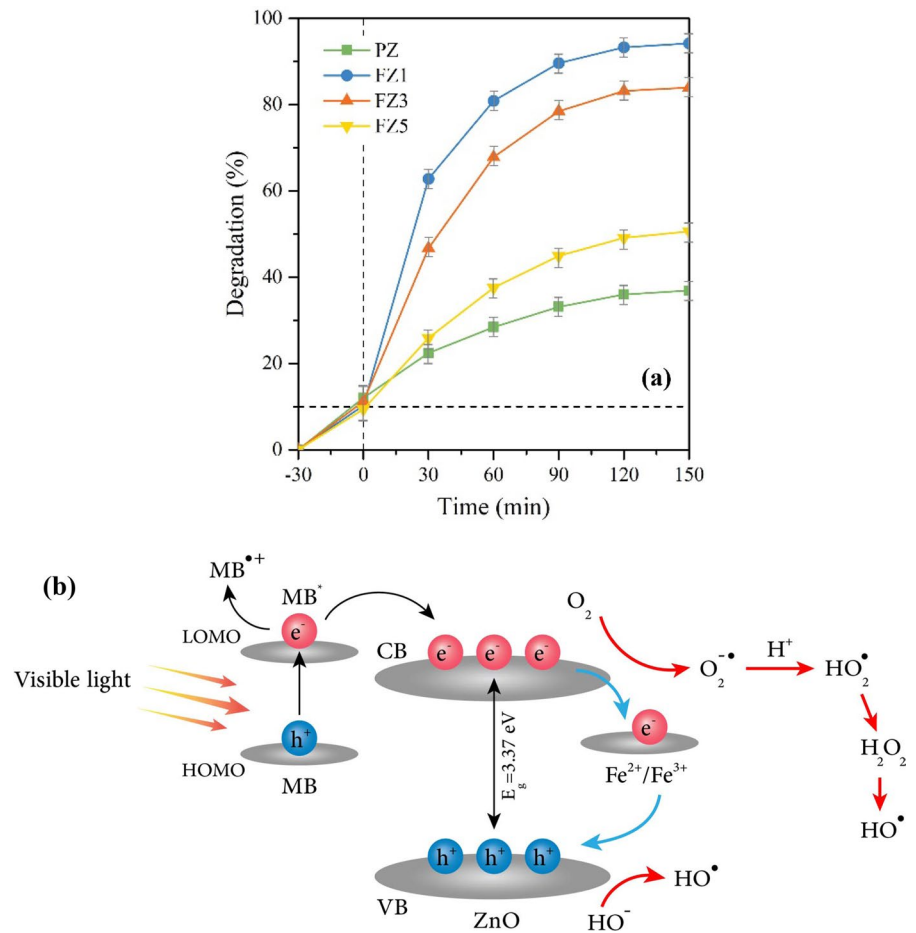 100
80
60
40
20
0
Degradation (%)
PZ
FZ1
FZ3
FZ5
(a)
-30 0 30 60 90 120 150
Time (min)
(b)
MB•+
MB*
LOMO
e-
Visible light
h+
HOMO
MB
CB
e- e- e-
E g =3.37 eV
e-
Fe2+/Fe3+
h+ h+ h+
VB
ZnO
HO-
HO•
O2
O2-•
H+
HO2•
H2O2
HO•